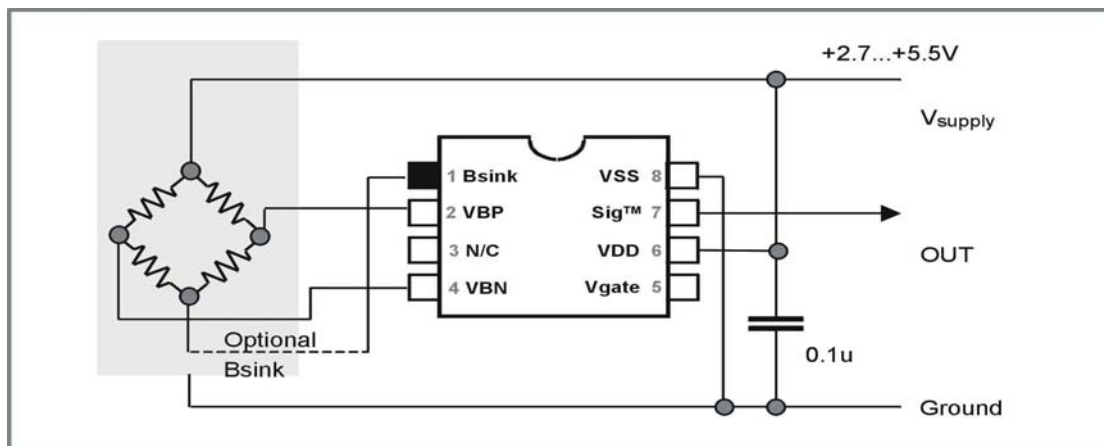 +2.7...+5.5V
Vsupply
1 Bsink VSS 8
2 VBP Sig™ 7
3 N/C VDD 6
OUT
4 VBN Vgate 5
Optional
Bsink
0.1u
Ground